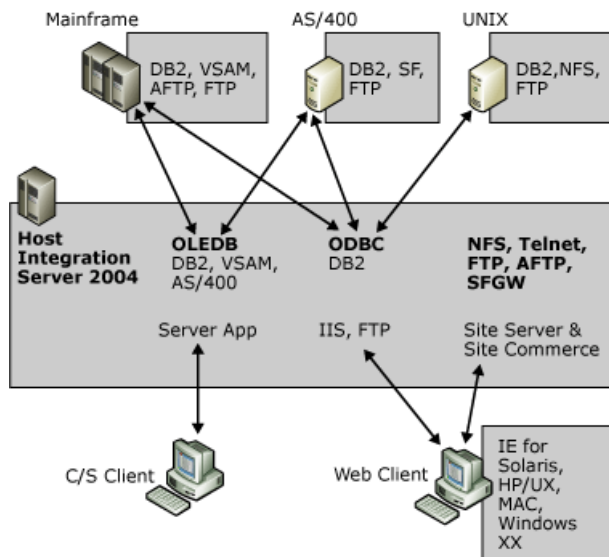 Mainframe
AS/400
UNIX
DB2, VSAM,
AFTP, FTP
DB2, SF,
FTP
DB2,NFS,
FTP
Host
Integration
Server 2004
OLEDB
DB2, VSAM,
AS/400
ODBC
DB2
NFS, Telnet,
FTP, AFTP,
SFGW
Server App
IIS, FTP
Site Server &
Site Commerce
C/S Client
Web Client
IE for
Solaris,
HP/UX,
MAC,
Windows
XX